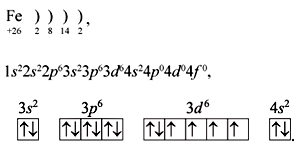 Fe ) ) ) ) ,
+26 2 8 14 2
1s²2s²2p⁶3s²3p⁶3d⁶4s²4p⁰4d⁰4f⁰,
3s² 3p⁶ 3d⁶ 4s²
↑↓ ↑↓ ↑↓ ↑↓ ↑↓ ↑ ↑ ↑ ↑ ↑↓ .